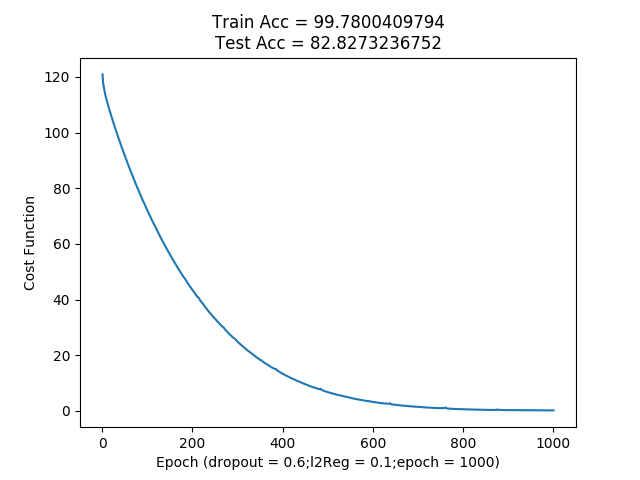 Train Acc = 99.7800409794
Test Acc = 82.8273236752
120
100
80
60
40
20
0
Cost Function
0 200 400 600 800 1000
Epoch (dropout = 0.6;l2Reg = 0.1;epoch = 1000)